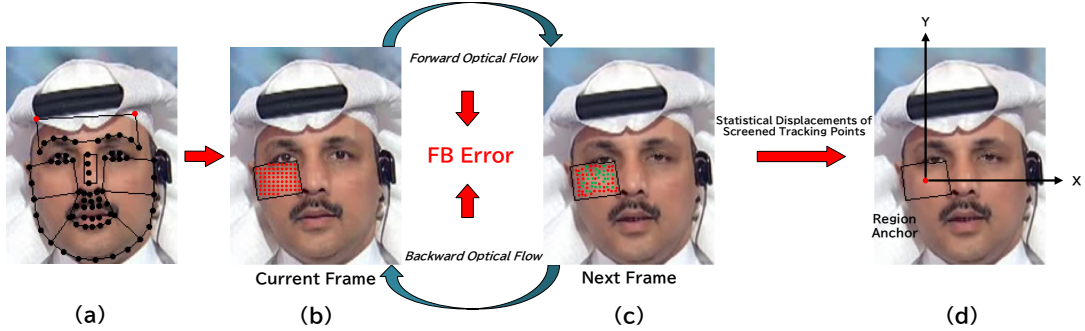 Y
Forward Optical Flow
Statistical Displacements of
Screened Tracking Points
FB Error
X
Region
Anchor
Backward Optical Flow
Current Frame
Next Frame
(a)
(b)
(c)
(d)